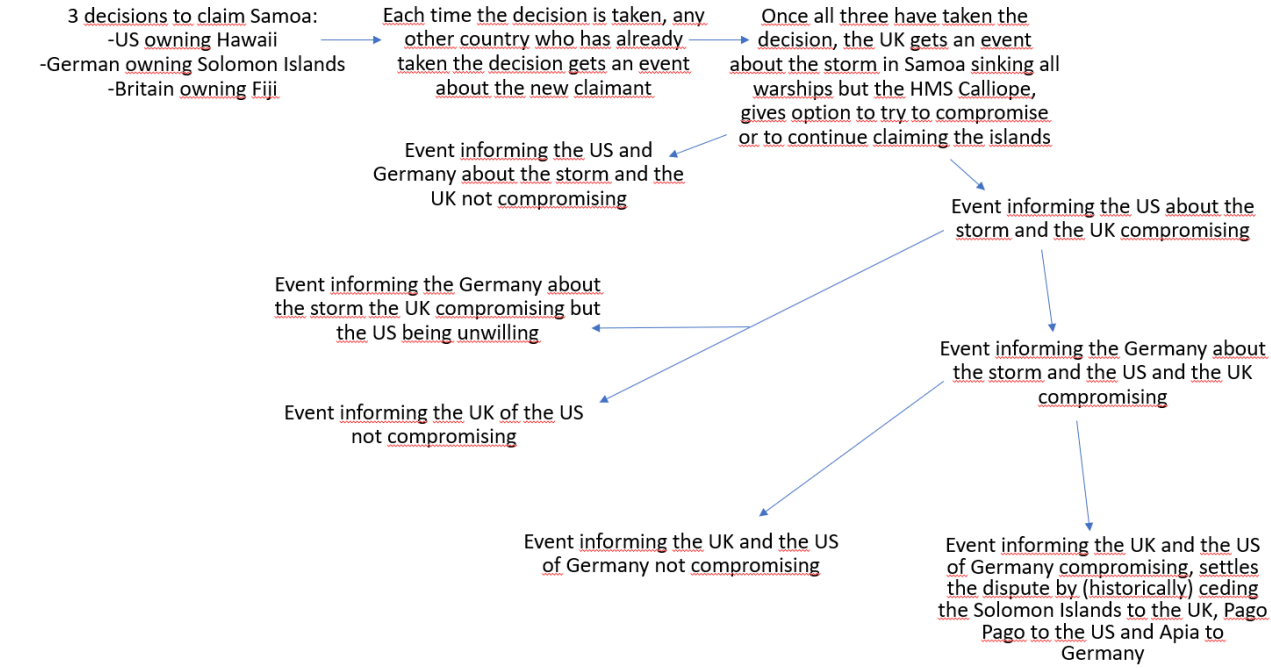 3 decisions to claim Samoa:
-US owning Hawaii
-German owning Solomon Islands
-Britain owning Fiji
Each time the decision is taken, any
other country who has already
taken the decision gets an event
about the new claimant
Once all three have taken the
decision, the UK gets an event
about the storm in Samoa sinking all
warships but the HMS Calliope,
gives option to try to compromise
or to continue claiming the islands
Event informing the US and
Germany about the storm and the
UK not compromising
Event informing the US about the
storm and the UK compromising
Event informing the Germany about
the storm the UK compromising but
the US being unwilling
Event informing the Germany about
the storm and the US and the UK
compromising
Event informing the UK of the US
not compromising
Event informing the UK and the US
of Germany not compromising
Event informing the UK and the US
of Germany compromising, settles
the dispute by (historically) ceding
the Solomon Islands to the UK, Pago
Pago to the US and Apia to
Germany